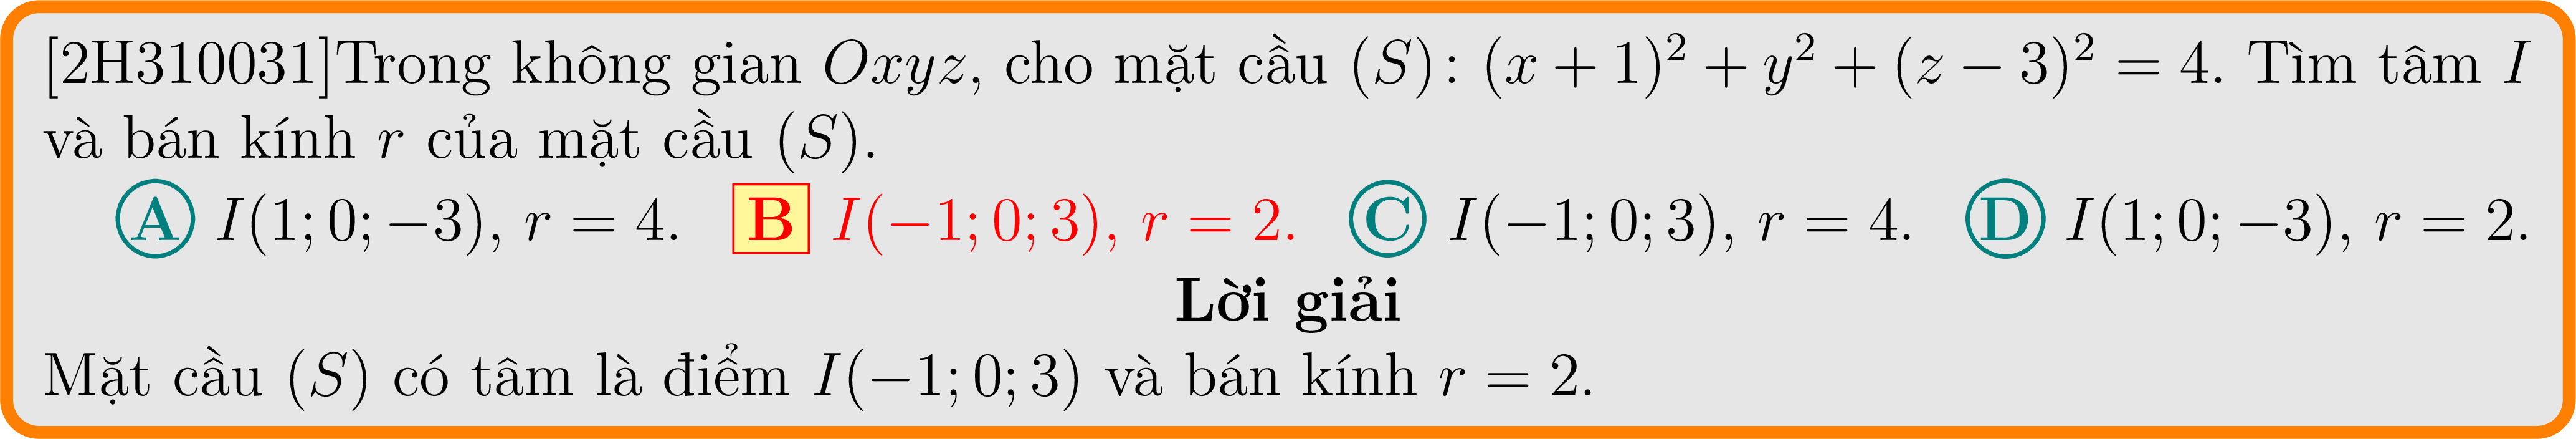 [2H310031]Trong không gian Oxyz, cho mặt cầu (S): (x + 1)² + y² + (z − 3)² = 4. Tìm tâm I
và bán kính r của mặt cầu (S).
A I(1; 0; −3), r = 4. B I(−1; 0; 3), r = 2. C I(−1; 0; 3), r = 4. D I(1; 0; −3), r = 2.
Lời giải
Mặt cầu (S) có tâm là điểm I(−1; 0; 3) và bán kính r = 2.